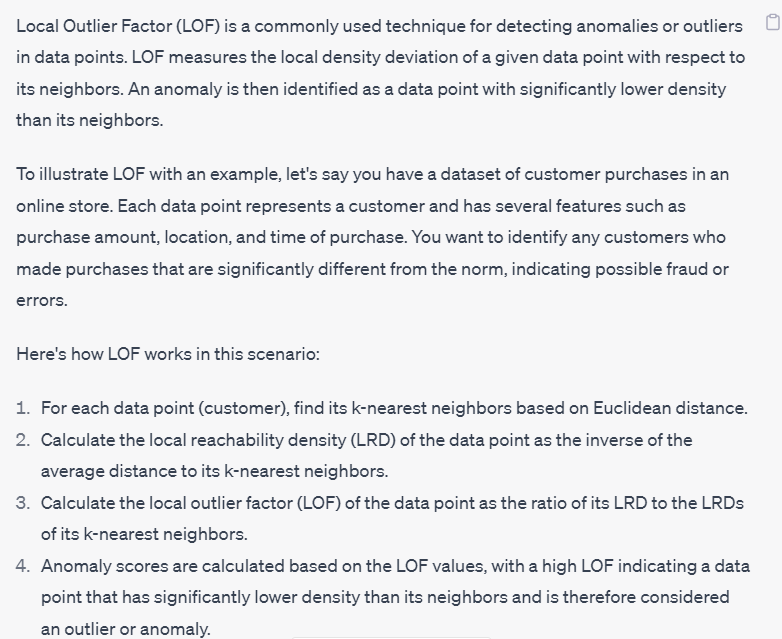 Local Outlier Factor (LOF) is a commonly used technique for detecting anomalies or outliers
in data points. LOF measures the local density deviation of a given data point with respect to
its neighbors. An anomaly is then identified as a data point with significantly lower density
than its neighbors.
To illustrate LOF with an example, let's say you have a dataset of customer purchases in an
online store. Each data point represents a customer and has several features such as
purchase amount, location, and time of purchase. You want to identify any customers who
made purchases that are significantly different from the norm, indicating possible fraud or
errors.
Here's how LOF works in this scenario:
1. For each data point (customer), find its k-nearest neighbors based on Euclidean distance.
2. Calculate the local reachability density (LRD) of the data point as the inverse of the
average distance to its k-nearest neighbors.
3. Calculate the local outlier factor (LOF) of the data point as the ratio of its LRD to the LRDs
of its k-nearest neighbors.
4. Anomaly scores are calculated based on the LOF values, with a high LOF indicating a data
point that has significantly lower density than its neighbors and is therefore considered
an outlier or anomaly.